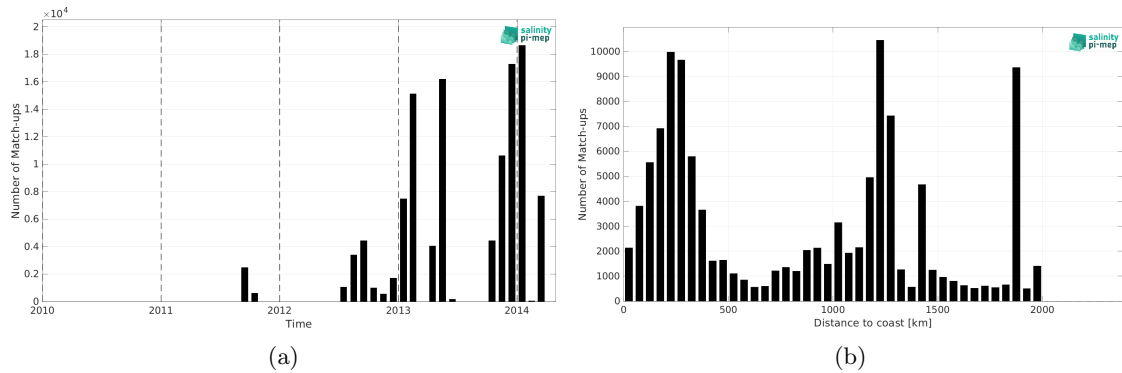 ×10⁴
2
1.8
1.6
1.4
1.2
1
0.8
0.6
0.4
0.2
0
Number of Match-ups
2010 2011 2012 2013 2014
Time
salinity
pi-mep
(a)
10000
9000
8000
7000
6000
5000
4000
3000
2000
1000
0
Number of Match-ups
0 500 1000 1500 2000
Distance to coast [km]
salinity
pi-mep
(b)